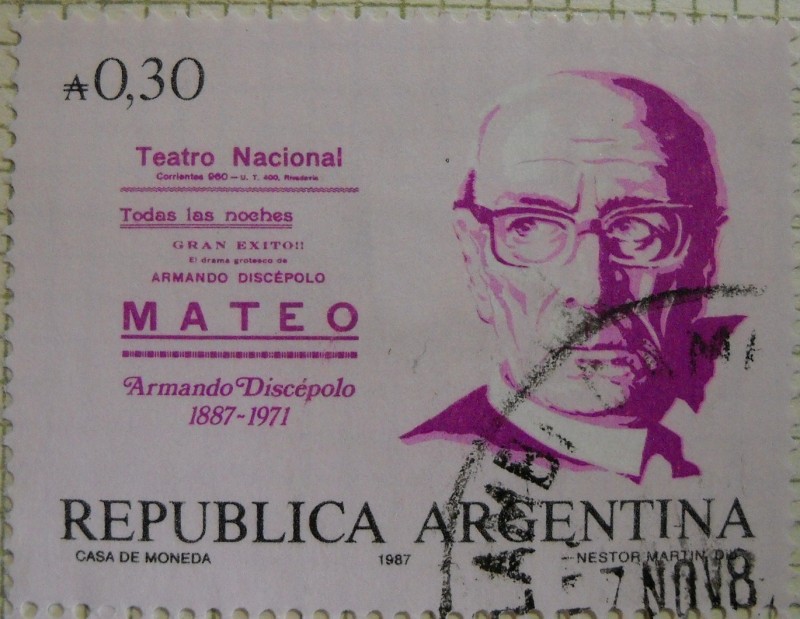 ₳0,30
Teatro Nacional
Corrientes 960 — U. T. 400, Rivadavia
Todas las noches
GRAN EXITO!!
El drama grotesco de
ARMANDO DISCÉPOLO
MATEO
Armando Discépolo
1887-1971
REPUBLICA ARGENTINA
CASA DE MONEDA
1987
NESTOR MARTIN
7 NOV 8